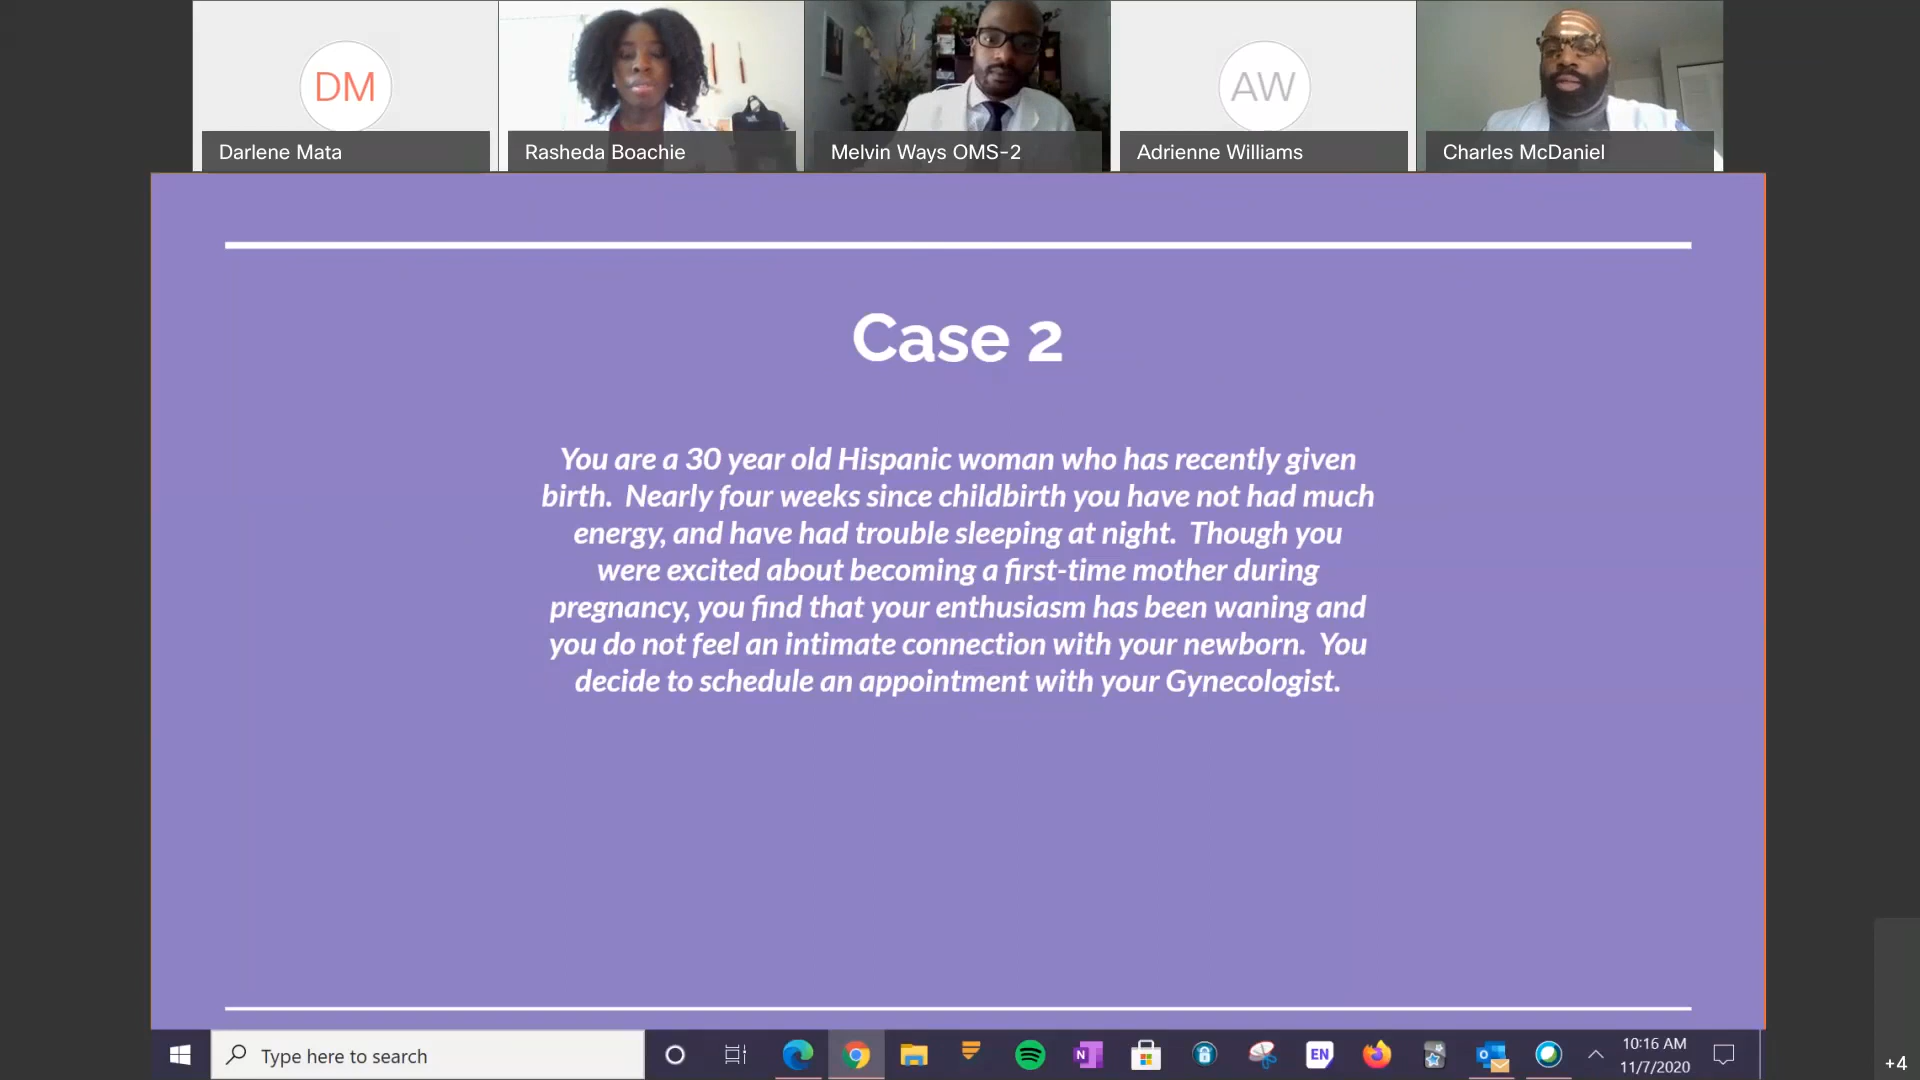 DM
AW
Darlene Mata
Rasheda Boachie
Melvin Ways OMS-2
Adrienne Williams
Charles McDaniel
Case 2
You are a 30 year old Hispanic woman who has recently given
birth. Nearly four weeks since childbirth you have not had much
energy, and have had trouble sleeping at night. Though you
were excited about becoming a first-time mother during
pregnancy, you find that your enthusiasm has been waning and
you do not feel an intimate connection with your newborn. You
decide to schedule an appointment with your Gynecologist.
Type here to search
N
EN
O
10:16 AM
11/7/2020
+4